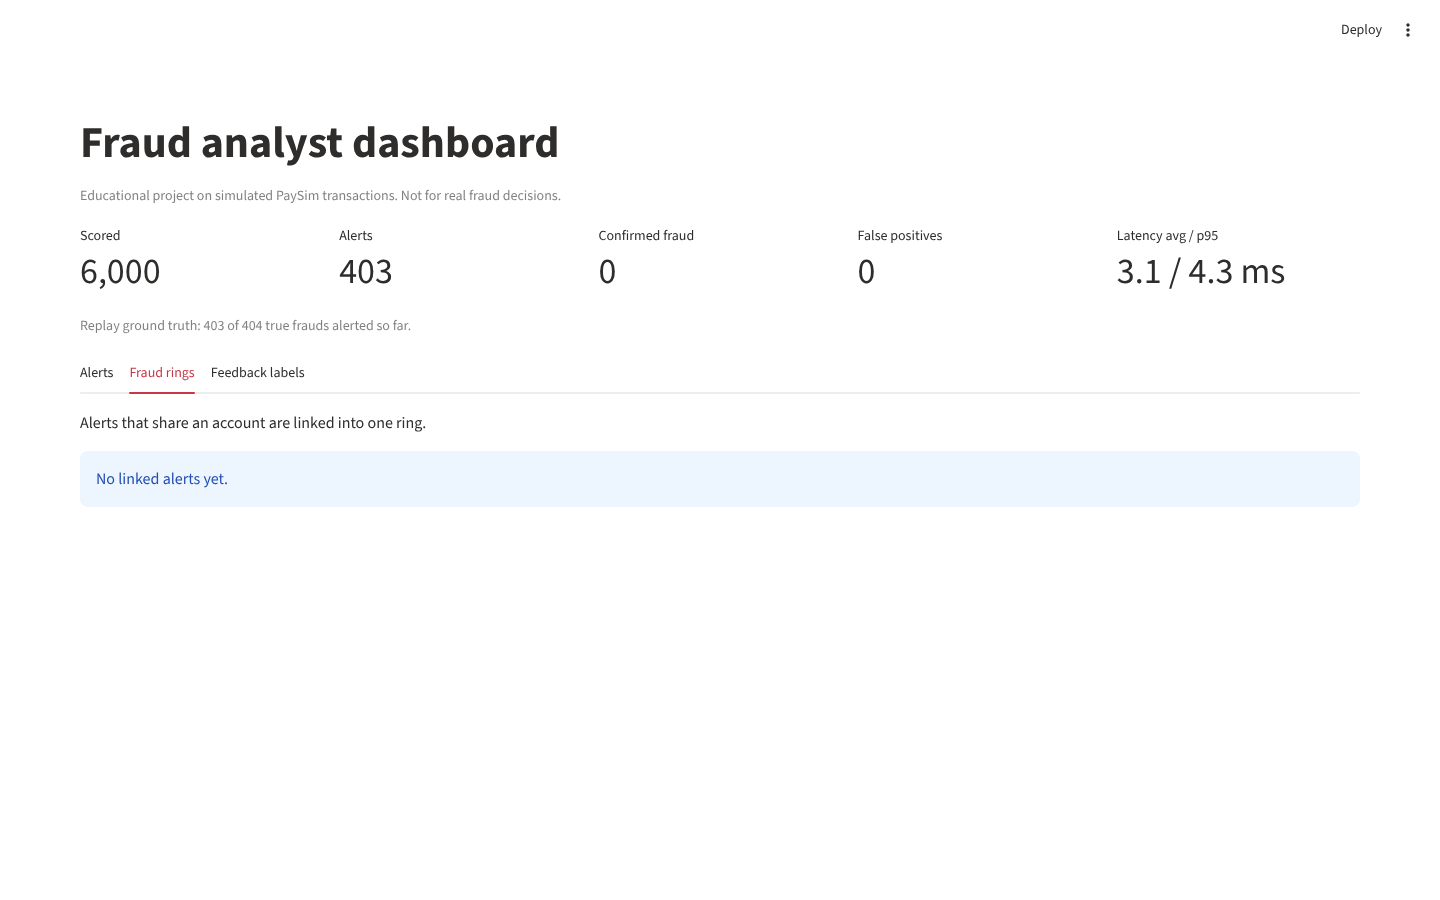 Deploy
Fraud analyst dashboard
Educational project on simulated PaySim transactions. Not for real fraud decisions.
Scored Alerts Confirmed fraud False positives Latency avg / p95
6,000 403 0 0 3.1 / 4.3 ms
Replay ground truth: 403 of 404 true frauds alerted so far.
Alerts Fraud rings Feedback labels
Alerts that share an account are linked into one ring.
No linked alerts yet.